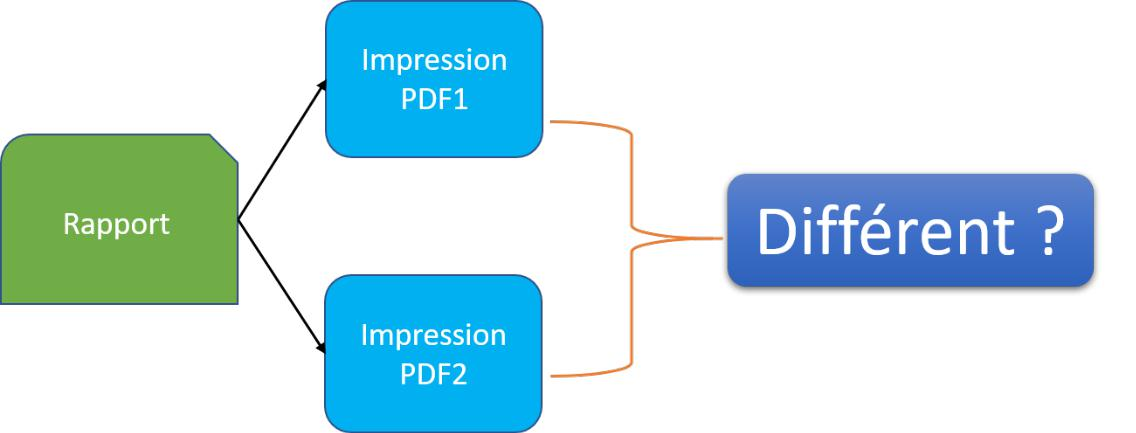 Rapport
Impression
PDF1
Impression
PDF2
Différent ?